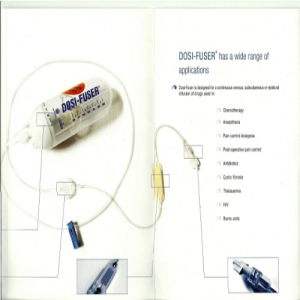 DOSI-FUSER®
DOSI-FUSER® has a wide range of
applications
Dosi-Fuser is designed for a continuous venous, subcutaneous or epidural
infusion of drugs used in:
Chemotherapy
Anaesthesia
Pain control Analgesia
Post-operative pain control
Antibiotics
Cystic fibrosis
Thalassemia
HIV
Burns units